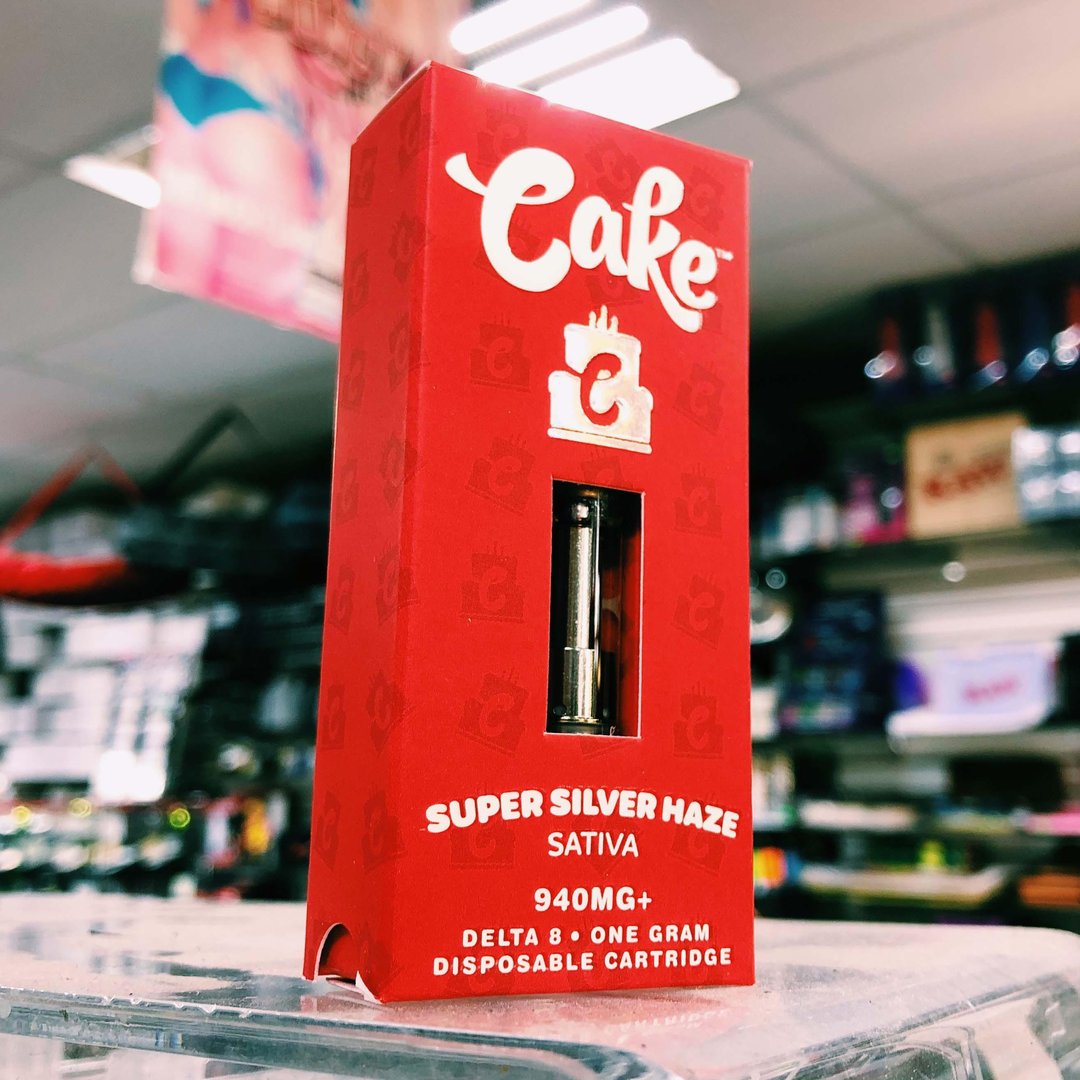 Cake™
SUPER SILVER HAZE
SATIVA
940MG+
DELTA 8 • ONE GRAM
DISPOSABLE CARTRIDGE